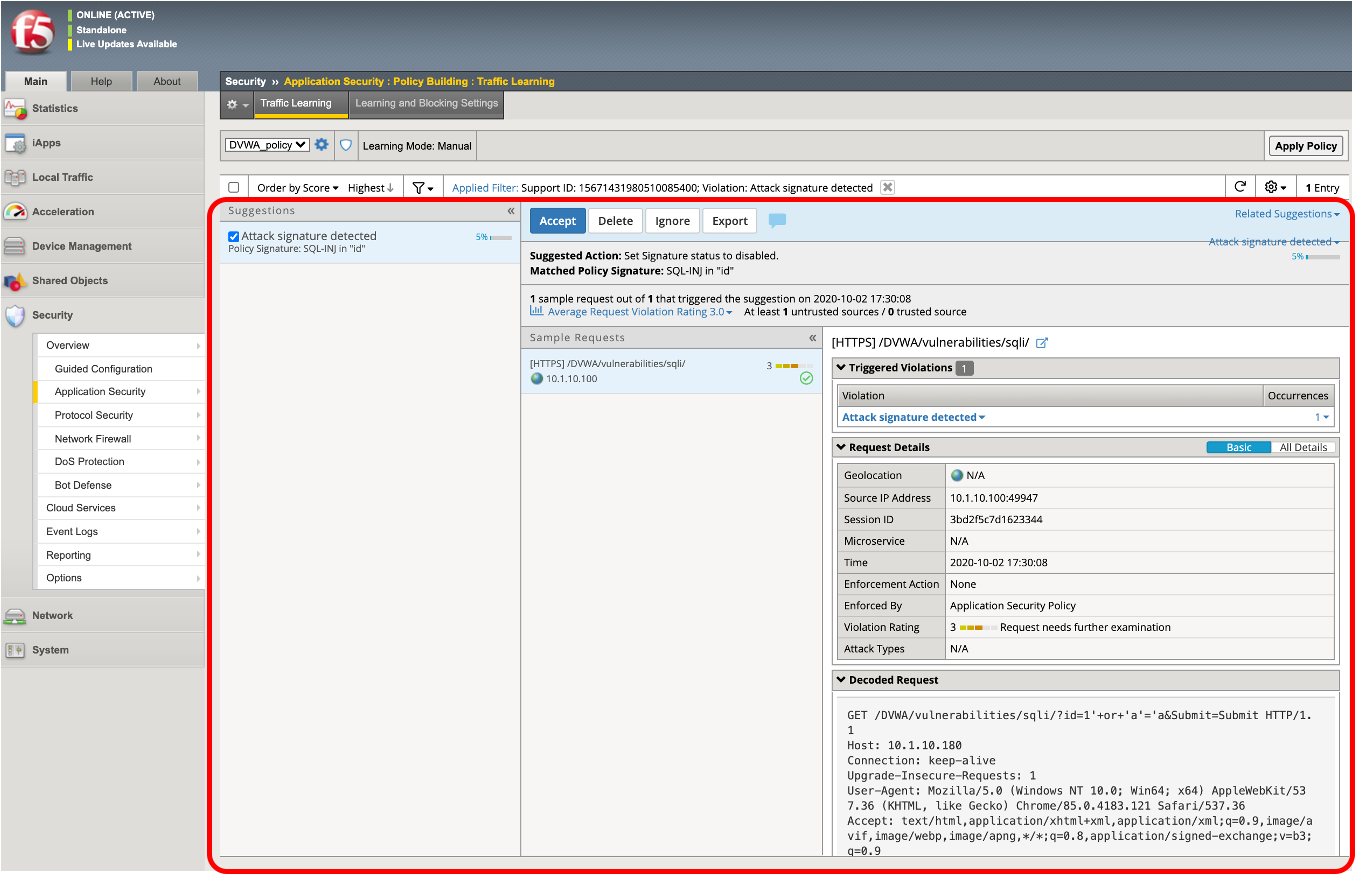 f5
ONLINE (ACTIVE)
Standalone
Live Updates Available
Main
Help
About
Security ›› Application Security : Policy Building : Traffic Learning
Traffic Learning
Learning and Blocking Settings
Statistics
iApps
Local Traffic
Acceleration
Device Management
Shared Objects
Security
Overview
Guided Configuration
Application Security
Protocol Security
Network Firewall
DoS Protection
Bot Defense
Cloud Services
Event Logs
Reporting
Options
Network
System
DVWA_policy
Learning Mode: Manual
Apply Policy
Order by Score
Highest
Applied Filter: Support ID: 15671431980510085400; Violation: Attack signature detected
1 Entry
Suggestions
«
Attack signature detected
5%
Policy Signature: SQL-INJ in "id"
Accept
Delete
Ignore
Export
Related Suggestions
Attack signature detected
5%
Suggested Action: Set Signature status to disabled.
Matched Policy Signature: SQL-INJ in "id"
1 sample request out of 1 that triggered the suggestion on 2020-10-02 17:30:08
Average Request Violation Rating 3.0 At least 1 untrusted sources / 0 trusted source
Sample Requests
«
[HTTPS] /DVWA/vulnerabilities/sqli/
3
10.1.10.100
[HTTPS] /DVWA/vulnerabilities/sqli/
Triggered Violations 1
Violation Occurrences
Attack signature detected 1
Request Details
Basic
All Details
Geolocation N/A
Source IP Address 10.1.10.100:49947
Session ID 3bd2f5c7d1623344
Microservice N/A
Time 2020-10-02 17:30:08
Enforcement Action None
Enforced By Application Security Policy
Violation Rating 3 Request needs further examination
Attack Types N/A
Decoded Request
GET /DVWA/vulnerabilities/sqli/?id=1'+or+'a'='a&Submit=Submit HTTP/1.
1
Host: 10.1.10.180
Connection: keep-alive
Upgrade-Insecure-Requests: 1
User-Agent: Mozilla/5.0 (Windows NT 10.0; Win64; x64) AppleWebKit/53
7.36 (KHTML, like Gecko) Chrome/85.0.4183.121 Safari/537.36
Accept: text/html,application/xhtml+xml,application/xml;q=0.9,image/a
vif,image/webp,image/apng,*/*;q=0.8,application/signed-exchange;v=b3;
q=0.9